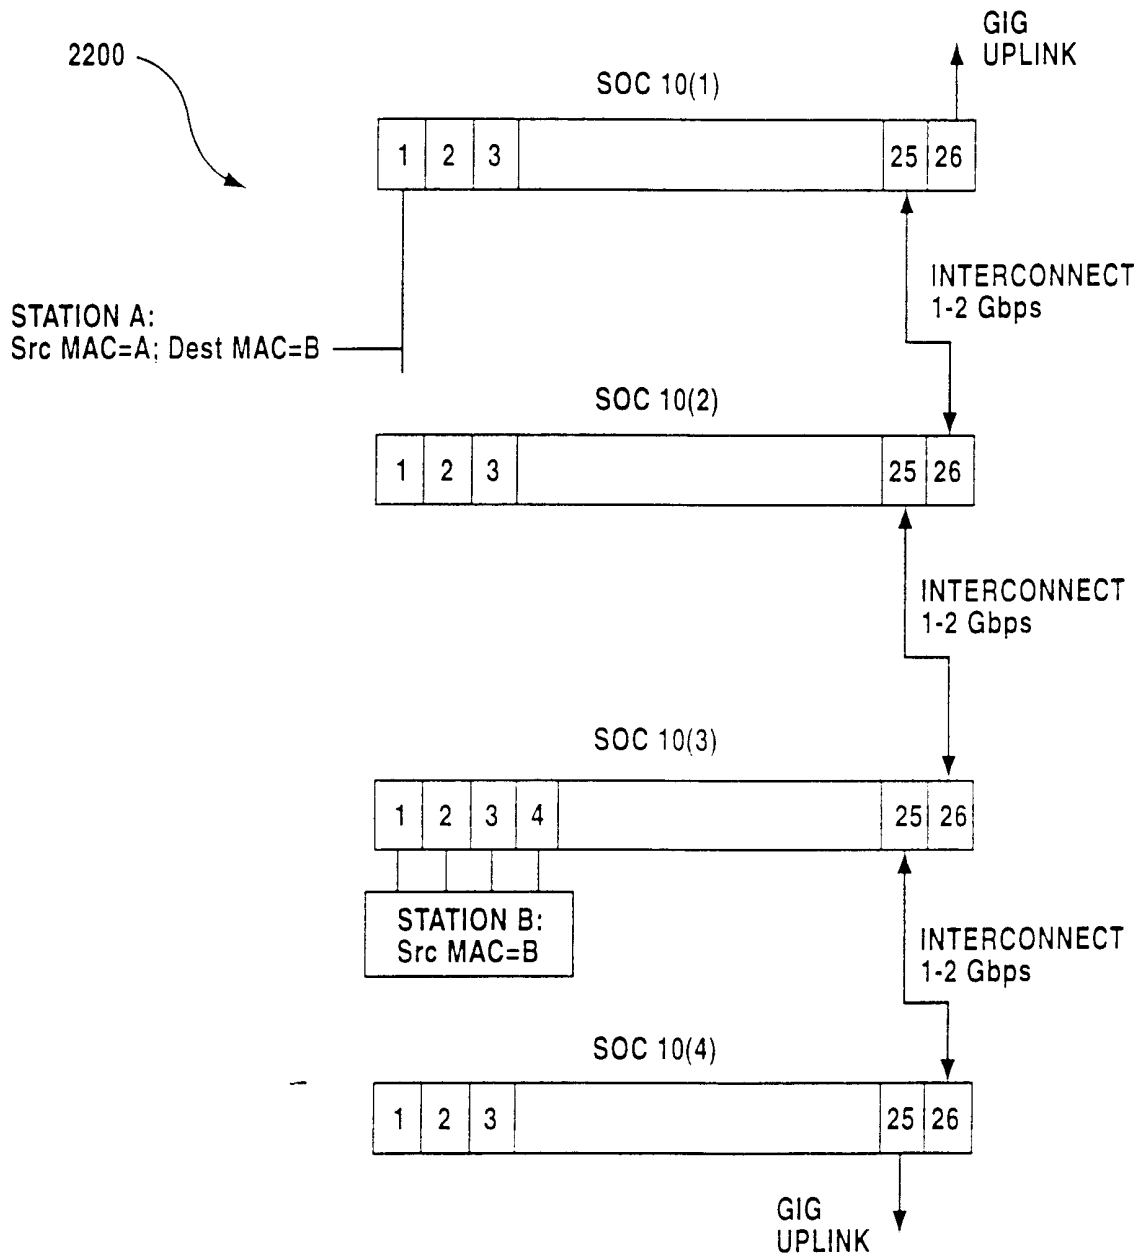 GIG
UPLINK
2200
SOC 10(1)
1 2 3 25 26
INTERCONNECT
1-2 Gbps
STATION A:
Src MAC=A; Dest MAC=B
SOC 10(2)
1 2 3 25 26
INTERCONNECT
1-2 Gbps
SOC 10(3)
1 2 3 4 25 26
STATION B:
Src MAC=B
INTERCONNECT
1-2 Gbps
SOC 10(4)
1 2 3 25 26
GIG
UPLINK